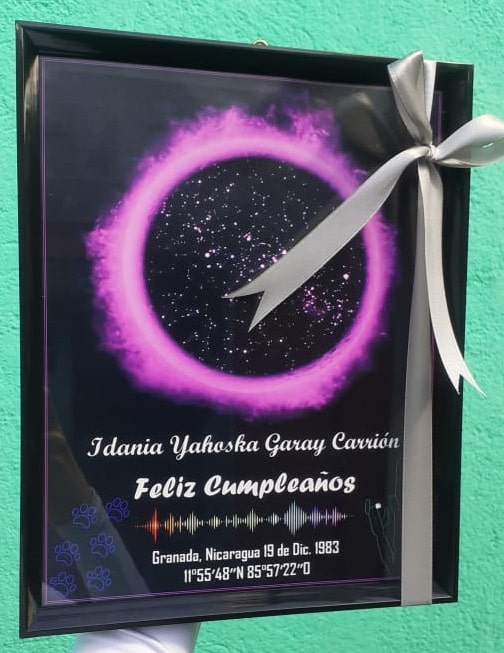 Idania Yahoska Garay Carrión
Feliz Cumpleaños
Granada, Nicaragua 19 de Dic. 1983
11°55'48"N 85°57'22"O